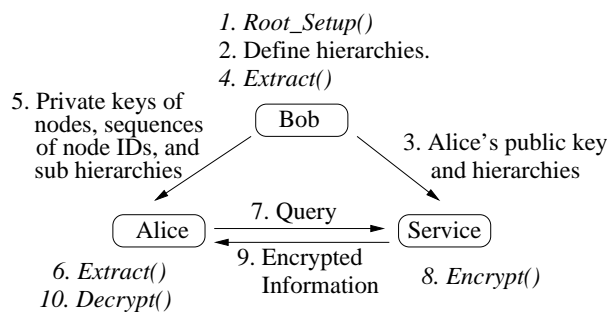 1. Root_Setup()
2. Define hierarchies.
4. Extract()
5. Private keys of
nodes, sequences
of node IDs, and
sub hierarchies
Bob
3. Alice's public key
and hierarchies
Alice
7. Query
Service
9. Encrypted
Information
6. Extract()
10. Decrypt()
8. Encrypt()